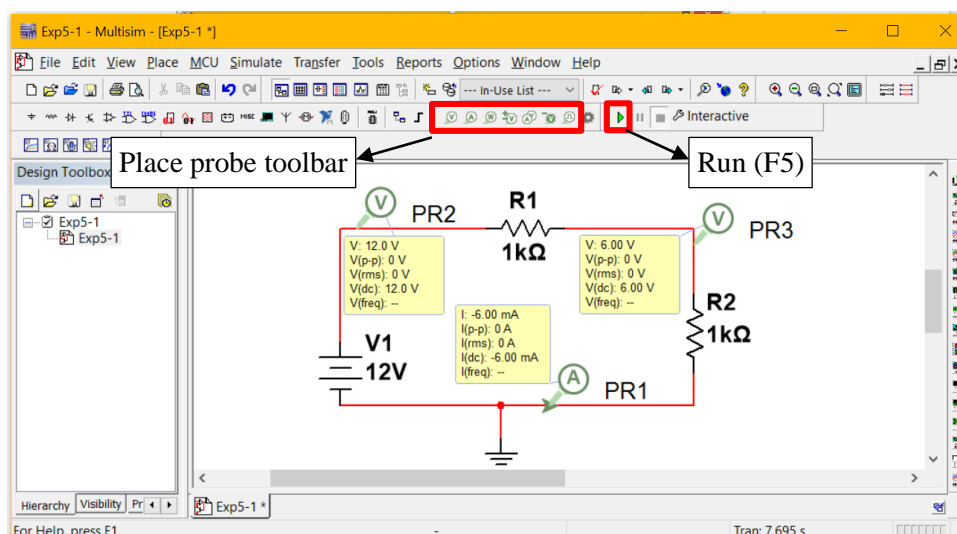 Exp5-1 - Multisim - [Exp5-1 *]
File Edit View Place MCU Simulate Transfer Tools Reports Options Window Help
--- In-Use List ---
Interactive
Place probe toolbar
Run (F5)
Design Toolbox
Exp5-1
Exp5-1
V
PR2
R1
1kΩ
V
PR3
V: 12.0 V
V(p-p): 0 V
V(rms): 0 V
V(dc): 12.0 V
V(freq): --
V: 6.00 V
V(p-p): 0 V
V(rms): 0 V
V(dc): 6.00 V
V(freq): --
R2
1kΩ
I: -6.00 mA
I(p-p): 0 A
I(rms): 0 A
I(dc): -6.00 mA
I(freq): --
V1
12V
A
PR1
Hierarchy Visibility Pr
Exp5-1 *
For Help, press F1
-
Tran: 7.695 s